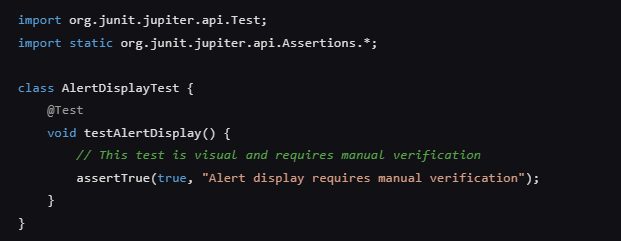 import org.junit.jupiter.api.Test;
import static org.junit.jupiter.api.Assertions.*;
class AlertDisplayTest {
@Test
void testAlertDisplay() {
// This test is visual and requires manual verification
assertTrue(true, "Alert display requires manual verification");
}
}